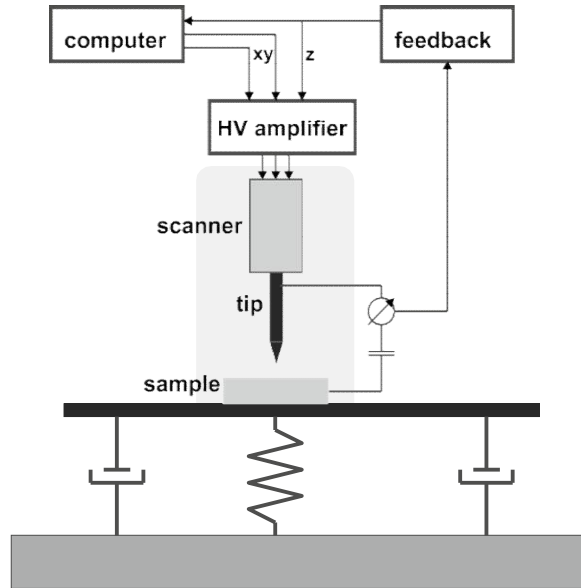 computer
feedback
xy
z
HV amplifier
scanner
tip
sample